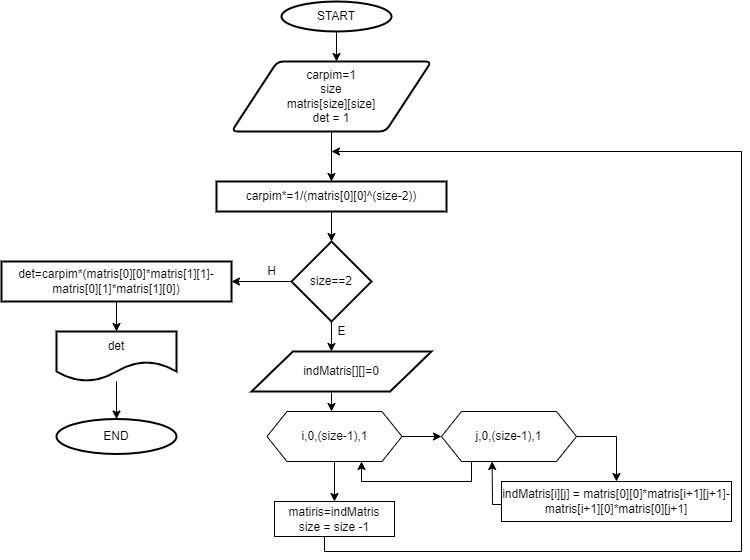 START
carpim=1
size
matris[size][size]
det = 1
carpim*=1/(matris[0][0]^(size-2))
size==2
H
det=carpim*(matris[0][0]*matris[1][1]-
matris[0][1]*matris[1][0])
det
END
E
indMatris[][]=0
i,0,(size-1),1
j,0,(size-1),1
indMatris[i][j] = matris[0][0]*matris[i+1][j+1]-
matris[i+1][0]*matris[0][j+1]
matiris=indMatris
size = size -1